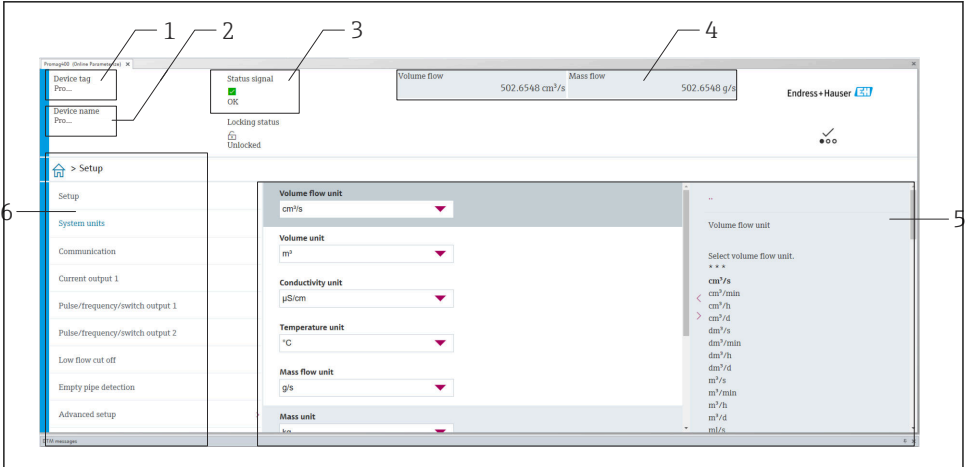 1
2
3
4
Promag400 (Online Parameterize) ×
Device tag
Pro...
Device name
Pro...
Status signal
OK
Locking status
Unlocked
Volume flow
502.6548 cm³/s
Mass flow
502.6548 g/s
Endress+Hauser EH
> Setup
6
Setup
System units
Communication
Current output 1
Pulse/frequency/switch output 1
Pulse/frequency/switch output 2
Low flow cut off
Empty pipe detection
Advanced setup
Volume flow unit
cm³/s
Volume unit
m³
Conductivity unit
µS/cm
Temperature unit
°C
Mass flow unit
g/s
Mass unit
kg
5
..
Volume flow unit
Select volume flow unit.
* * *
cm³/s
cm³/min
cm³/h
cm³/d
dm³/s
dm³/min
dm³/h
dm³/d
m³/s
m³/min
m³/h
m³/d
ml/s
DTM messages